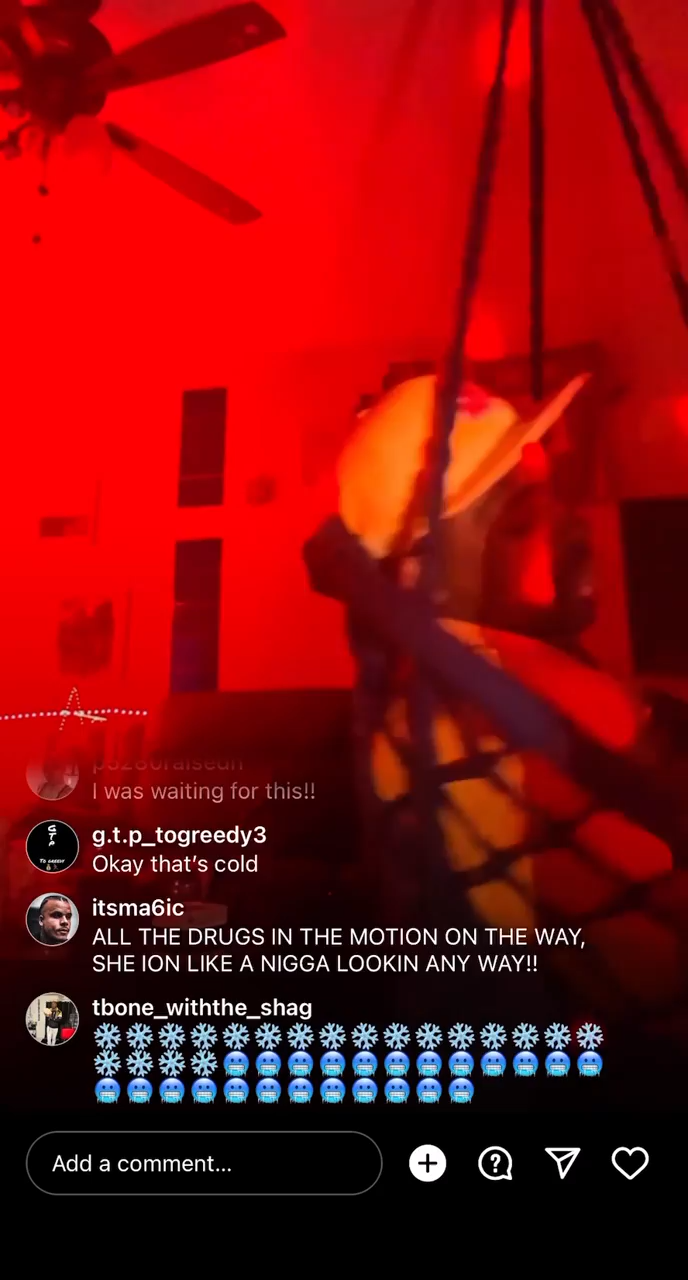 I was waiting for this!!
g.t.p_togreedy3
Okay that's cold
itsma6ic
ALL THE DRUGS IN THE MOTION ON THE WAY,
SHE ION LIKE A NIGGA LOOKIN ANY WAY!!
tbone_withthe_shag
❄️❄️❄️❄️❄️❄️❄️❄️❄️❄️❄️❄️❄️❄️❄️❄️
❄️❄️❄️❄️🥶🥶🥶🥶🥶🥶🥶🥶🥶🥶🥶🥶
🥶🥶🥶🥶🥶🥶🥶🥶🥶🥶🥶🥶
Add a comment...